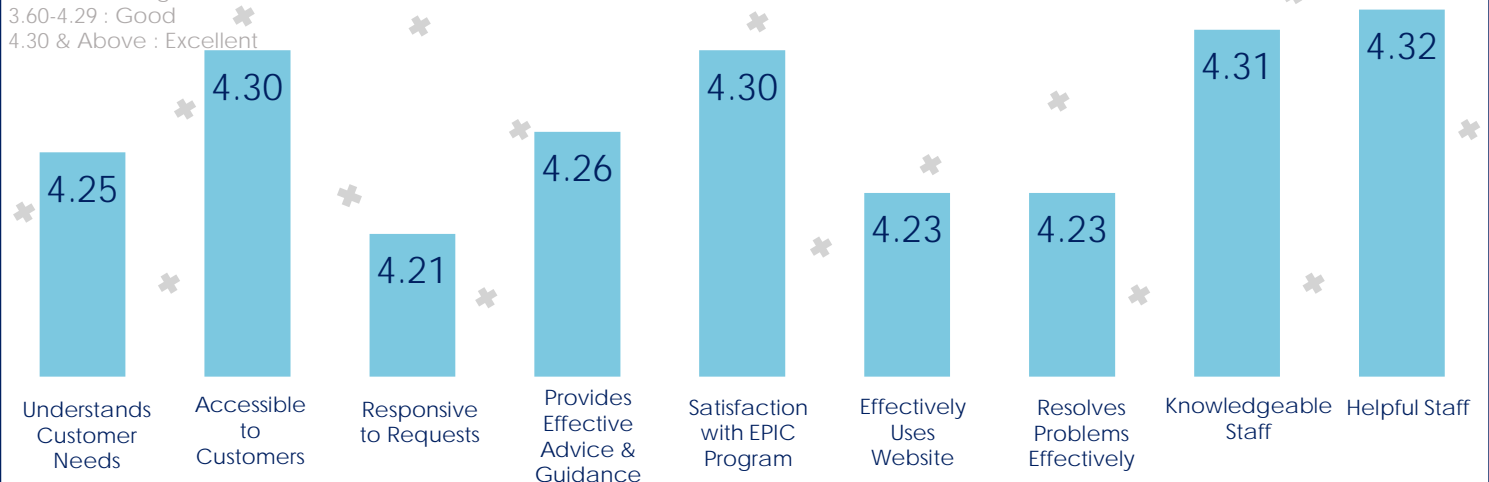 3.60-4.29 : Good
4.30 & Above : Excellent
4.25
4.30
4.21
4.26
4.30
4.23
4.23
4.31
4.32
Understands
Customer
Needs
Accessible
to
Customers
Responsive
to Requests
Provides
Effective
Advice &
Guidance
Satisfaction
with EPIC
Program
Effectively
Uses
Website
Resolves
Problems
Effectively
Knowledgeable
Staff
Helpful Staff